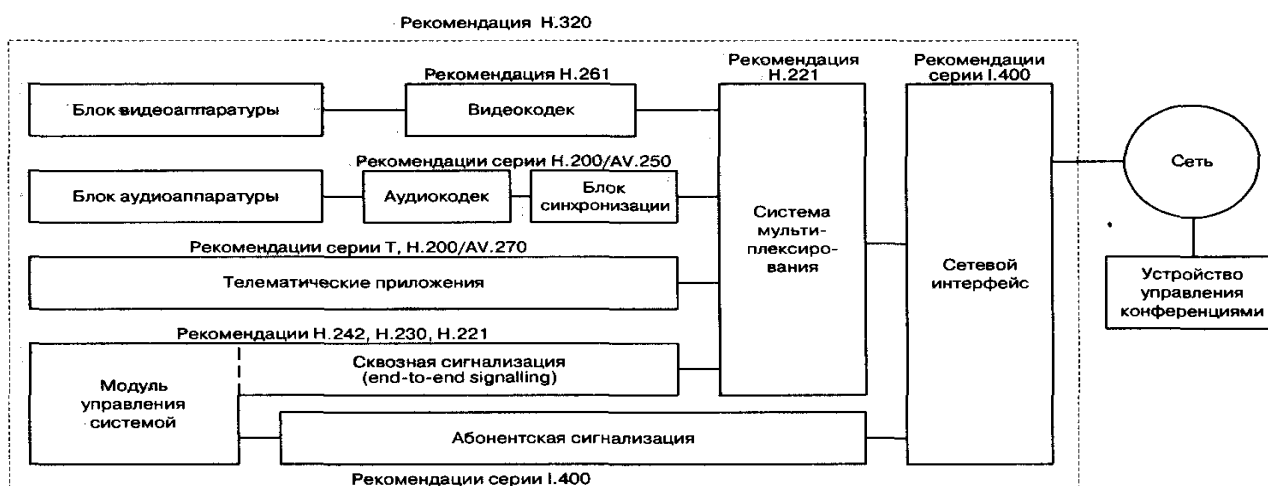 Рекомендация Н.320
Рекомендация Н.261
Рекомендация
Н.221
Рекомендации
серии I.400
Блок видеоаппаратуры
Видеокодек
Рекомендации серии Н.200/AV.250
Блок аудиоаппаратуры
Аудиокодек
Блок
синхронизации
Система
мульти-
плексиро-
вания
Сетевой
интерфейс
Сеть
Устройство
управления
конференциями
Рекомендации серии Т, Н.200/AV.270
Телематические приложения
Рекомендации Н.242, Н.230, Н.221
Модуль
управления
системой
Сквозная сигнализация
(end-to-end signalling)
Абонентская сигнализация
Рекомендации серии I.400